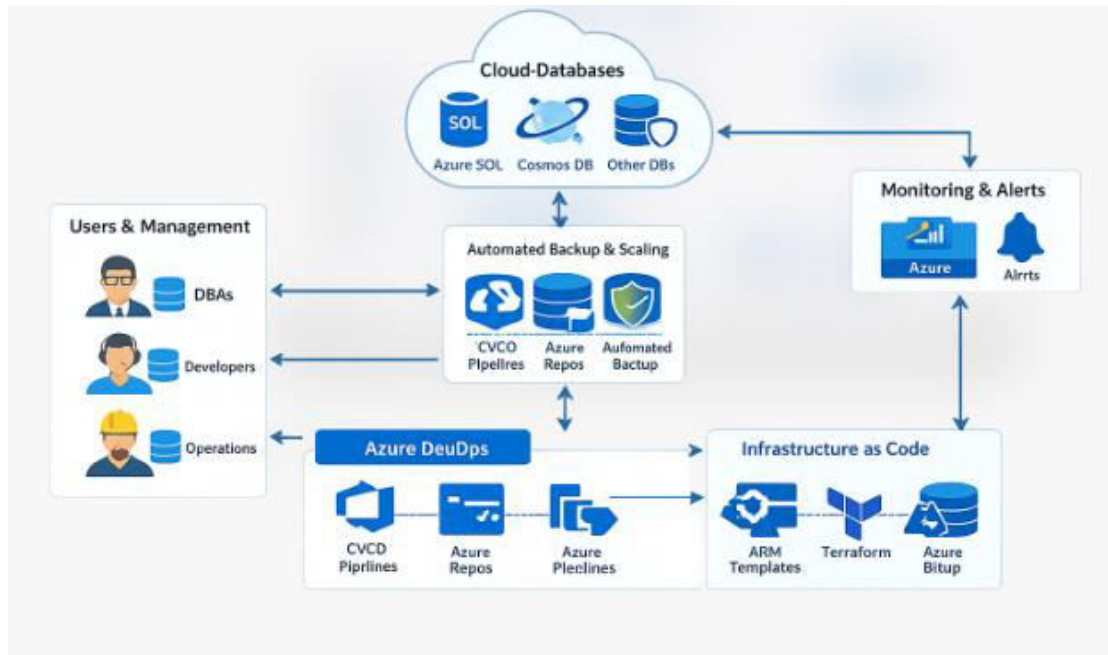 Cloud-Databases
SOL
Azure SOL Cosmos DB Other DBs
Monitoring & Alerts
Azure
Alrrts
Users & Management
DBAs
Developers
Operations
Automated Backup & Scaling
CVCO Azure Aufomated
Plpellres Repos Bactup
Azure DeuDps
CVCD Azure Azure
Piprlines Repos Pleclines
Infrastructure as Code
ARM Terraform Azure
Templates Bitup